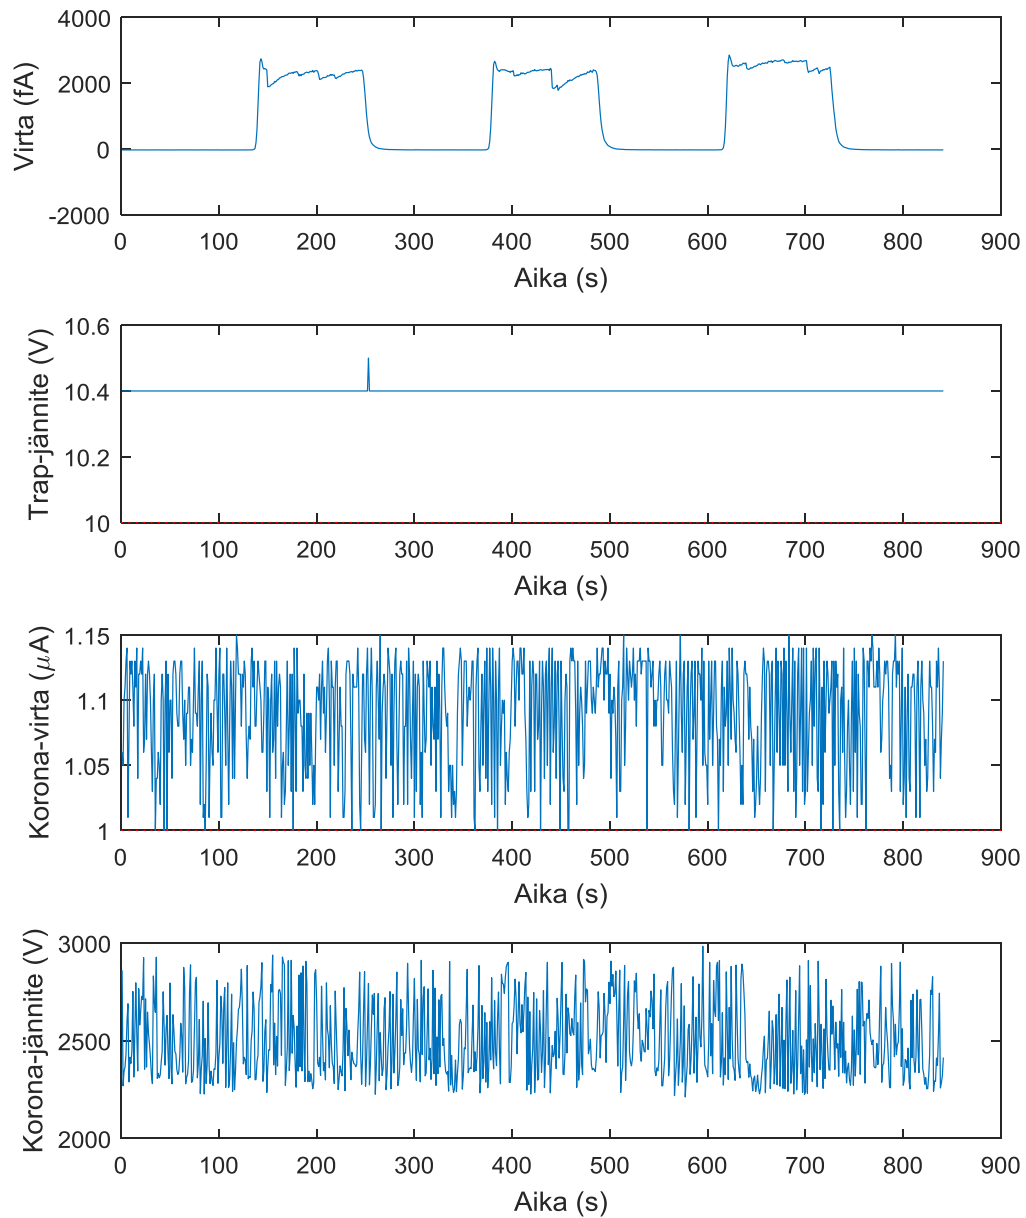 4000
2000
0
-2000
Virta (fA)
0 100 200 300 400 500 600 700 800 900
Aika (s)
10.6
10.4
10.2
10
Trap-jännite (V)
0 100 200 300 400 500 600 700 800 900
Aika (s)
1.15
1.1
1.05
1
Korona-virta (μA)
0 100 200 300 400 500 600 700 800 900
Aika (s)
3000
2500
2000
Korona-jännite (V)
0 100 200 300 400 500 600 700 800 900
Aika (s)